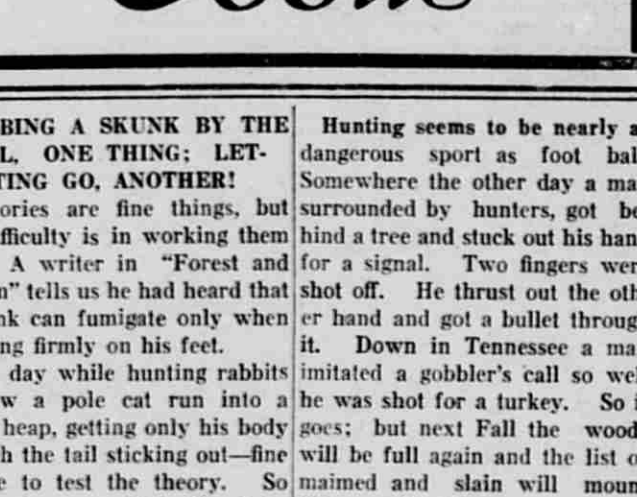 BING A SKUNK BY THE
L, ONE THING; LET-
TING GO, ANOTHER!
ories are fine things, but
fficulty is in working them
A writer in "Forest and
n" tells us he had heard that
nk can fumigate only when
ng firmly on his feet.
day while hunting rabbits
w a pole cat run into a
heap, getting only his body
h the tail sticking out—fine
e to test the theory. So
Hunting seems to be nearly a
dangerous sport as foot bal
Somewhere the other day a ma
surrounded by hunters, got be
hind a tree and stuck out his han
for a signal. Two fingers wer
shot off. He thrust out the oth
er hand and got a bullet throug
it. Down in Tennessee a ma
imitated a gobbler's call so wel
he was shot for a turkey. So i
goes; but next Fall the wood
will be full again and the list o
maimed and slain will moun